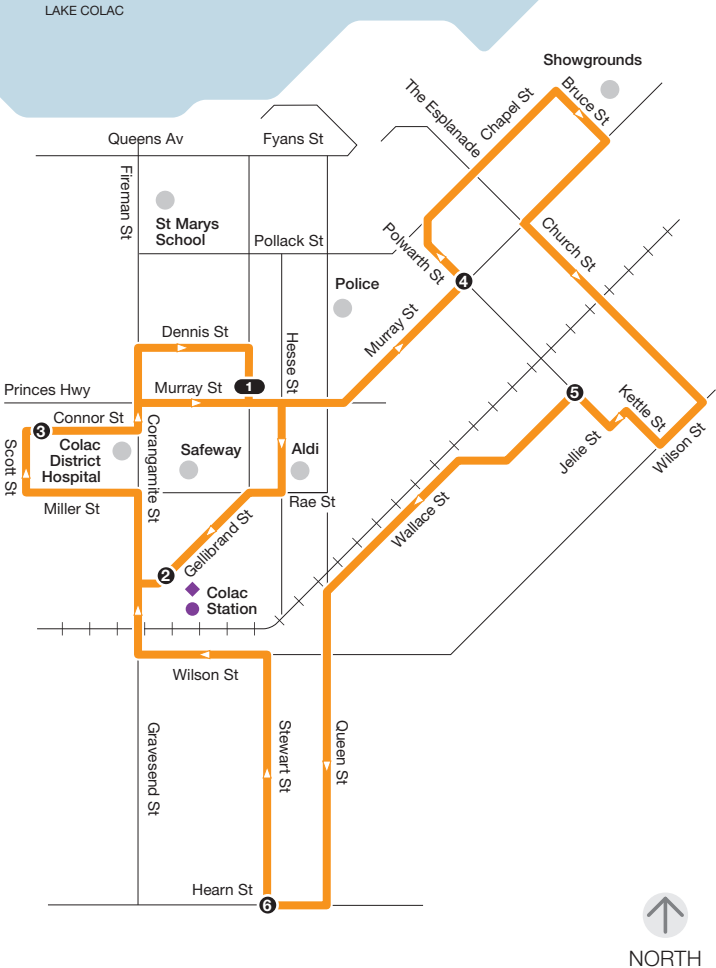 LAKE COLAC
Showgrounds
The Esplanade
Chapel St
Bruce St
Queens Av
Fyans St
Fireman St
St Marys
School
Pollack St
Polwarth St
Church St
4
Police
Murray St
Dennis St
Hesse St
Princes Hwy
Murray St
1
5
Kettle St
Connor St
3
Scott St
Colac
District
Hospital
Corangamite St
Safeway
Aldi
Jellie St
Wilson St
Miller St
Rae St
Wallace St
Gellibrand St
2
Colac
Station
Wilson St
Gravesend St
Stewart St
Queen St
Hearn St
6
NORTH